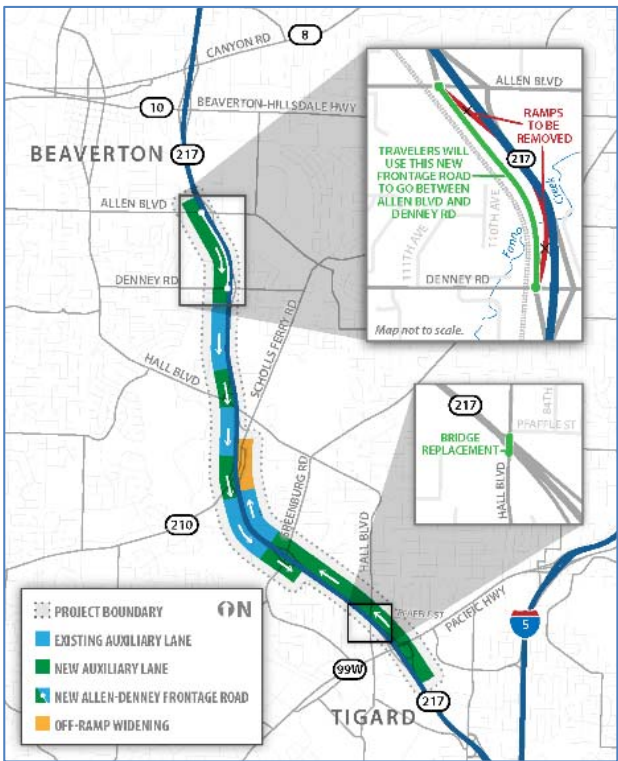 8
CANYON RD
10
BEAVERTON-HILLSDALE HWY
BEAVERTON
217
ALLEN BLVD
DENNEY RD
SCHOLLS FERRY RD
HALL BLVD
210
GREENBURG RD
HALL BLVD
PFAFFLE ST
PACIFIC HWY
5
99W
TIGARD
217
ALLEN BLVD
RAMPS
TO BE
REMOVED
217
TRAVELERS WILL
USE THIS NEW
FRONTAGE ROAD
TO GO BETWEEN
ALLEN BLVD AND
DENNEY RD
111TH AVE
110TH AVE
Fanno
Creek
DENNEY RD
Map not to scale.
217
84TH
PFAFFLE ST
BRIDGE
REPLACEMENT
HALL BLVD
PROJECT BOUNDARY
N
EXISTING AUXILIARY LANE
NEW AUXILIARY LANE
NEW ALLEN-DENNEY FRONTAGE ROAD
OFF-RAMP WIDENING